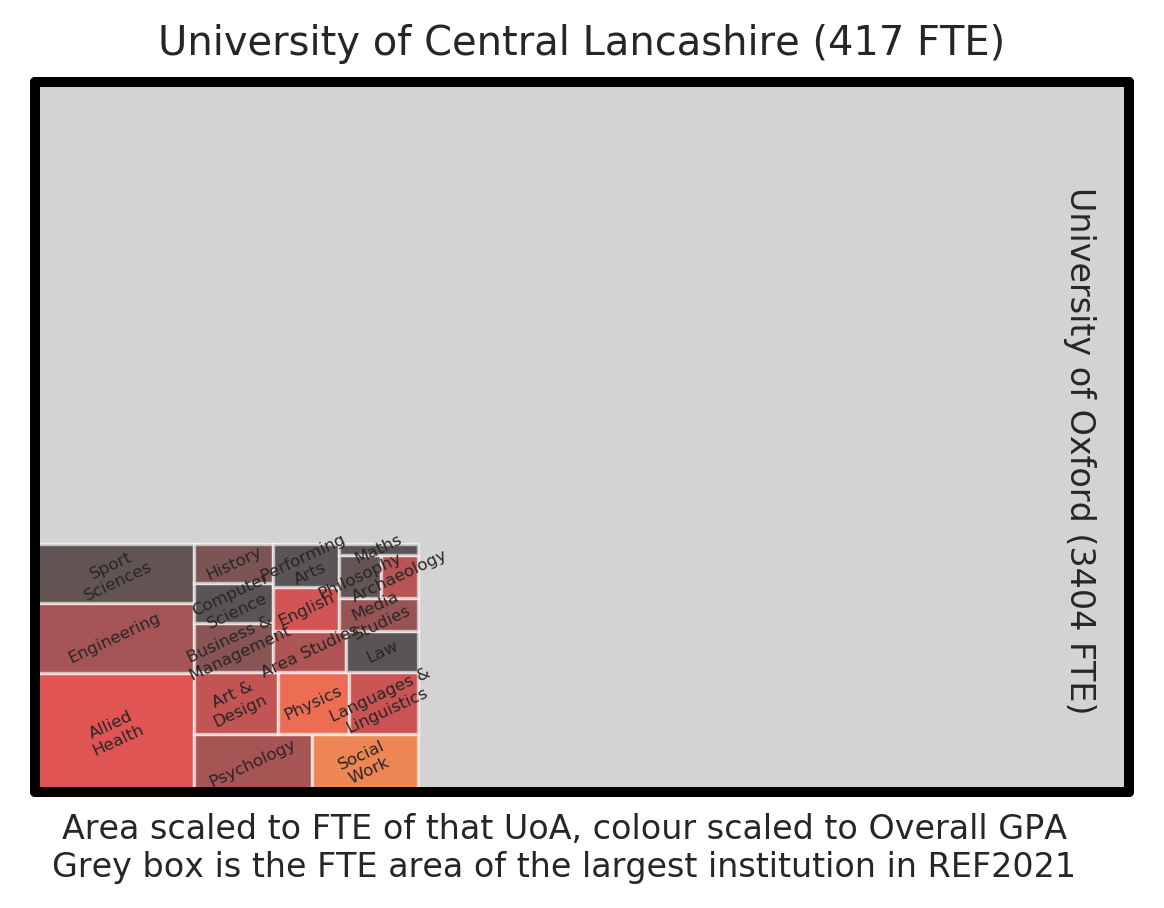 University of Central Lancashire (417 FTE)
University of Oxford (3404 FTE)
Sport
Sciences
Engineering
Allied
Health
History
Computer
Science
Business &
Management
Art &
Design
Psychology
Performing
Arts
English
Area Studies
Physics
Social
Work
Maths
Philosophy
Archaeology
Media
Studies
Law
Languages &
Linguistics
Area scaled to FTE of that UoA, colour scaled to Overall GPA
Grey box is the FTE area of the largest institution in REF2021